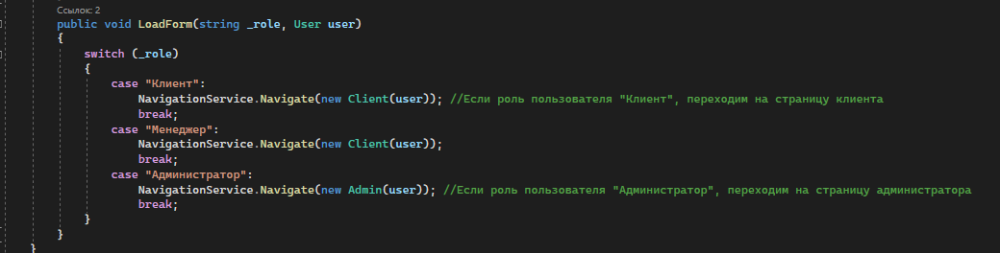 Ссылок: 2
public void LoadForm(string _role, User user)
{
switch (_role)
{
case "Клиент":
NavigationService.Navigate(new Client(user)); //Если роль пользователя "Клиент", переходим на страницу клиента
break;
case "Менеджер":
NavigationService.Navigate(new Client(user));
break;
case "Администратор":
NavigationService.Navigate(new Admin(user)); //Если роль пользователя "Администратор", переходим на страницу администратора
break;
}
}
}